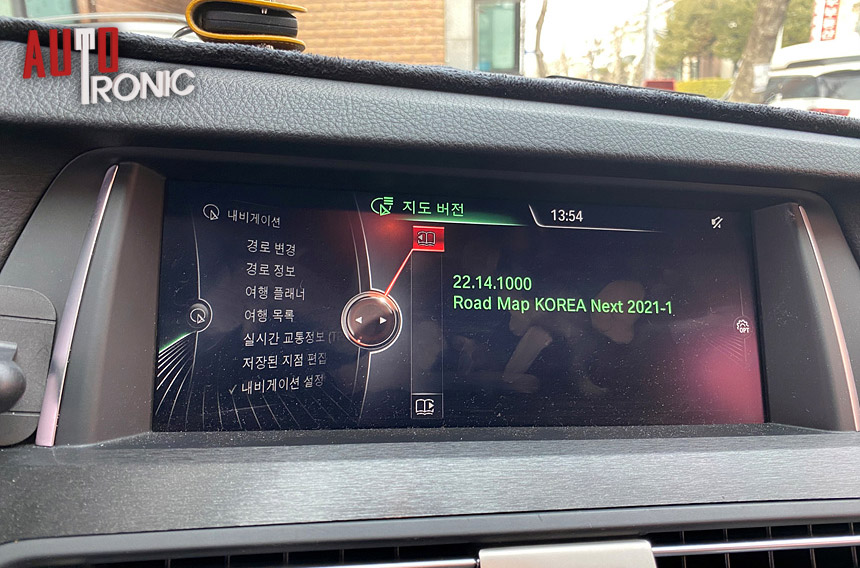 AUTO
TRONIC
내비게이션
지도 버전
13:54
경로 변경
경로 정보
여행 플래너
여행 목록
실시간 교통정보 (T
저장된 지점 편집
내비게이션 설정
22.14.1000
Road Map KOREA Next 2021-1
OPT